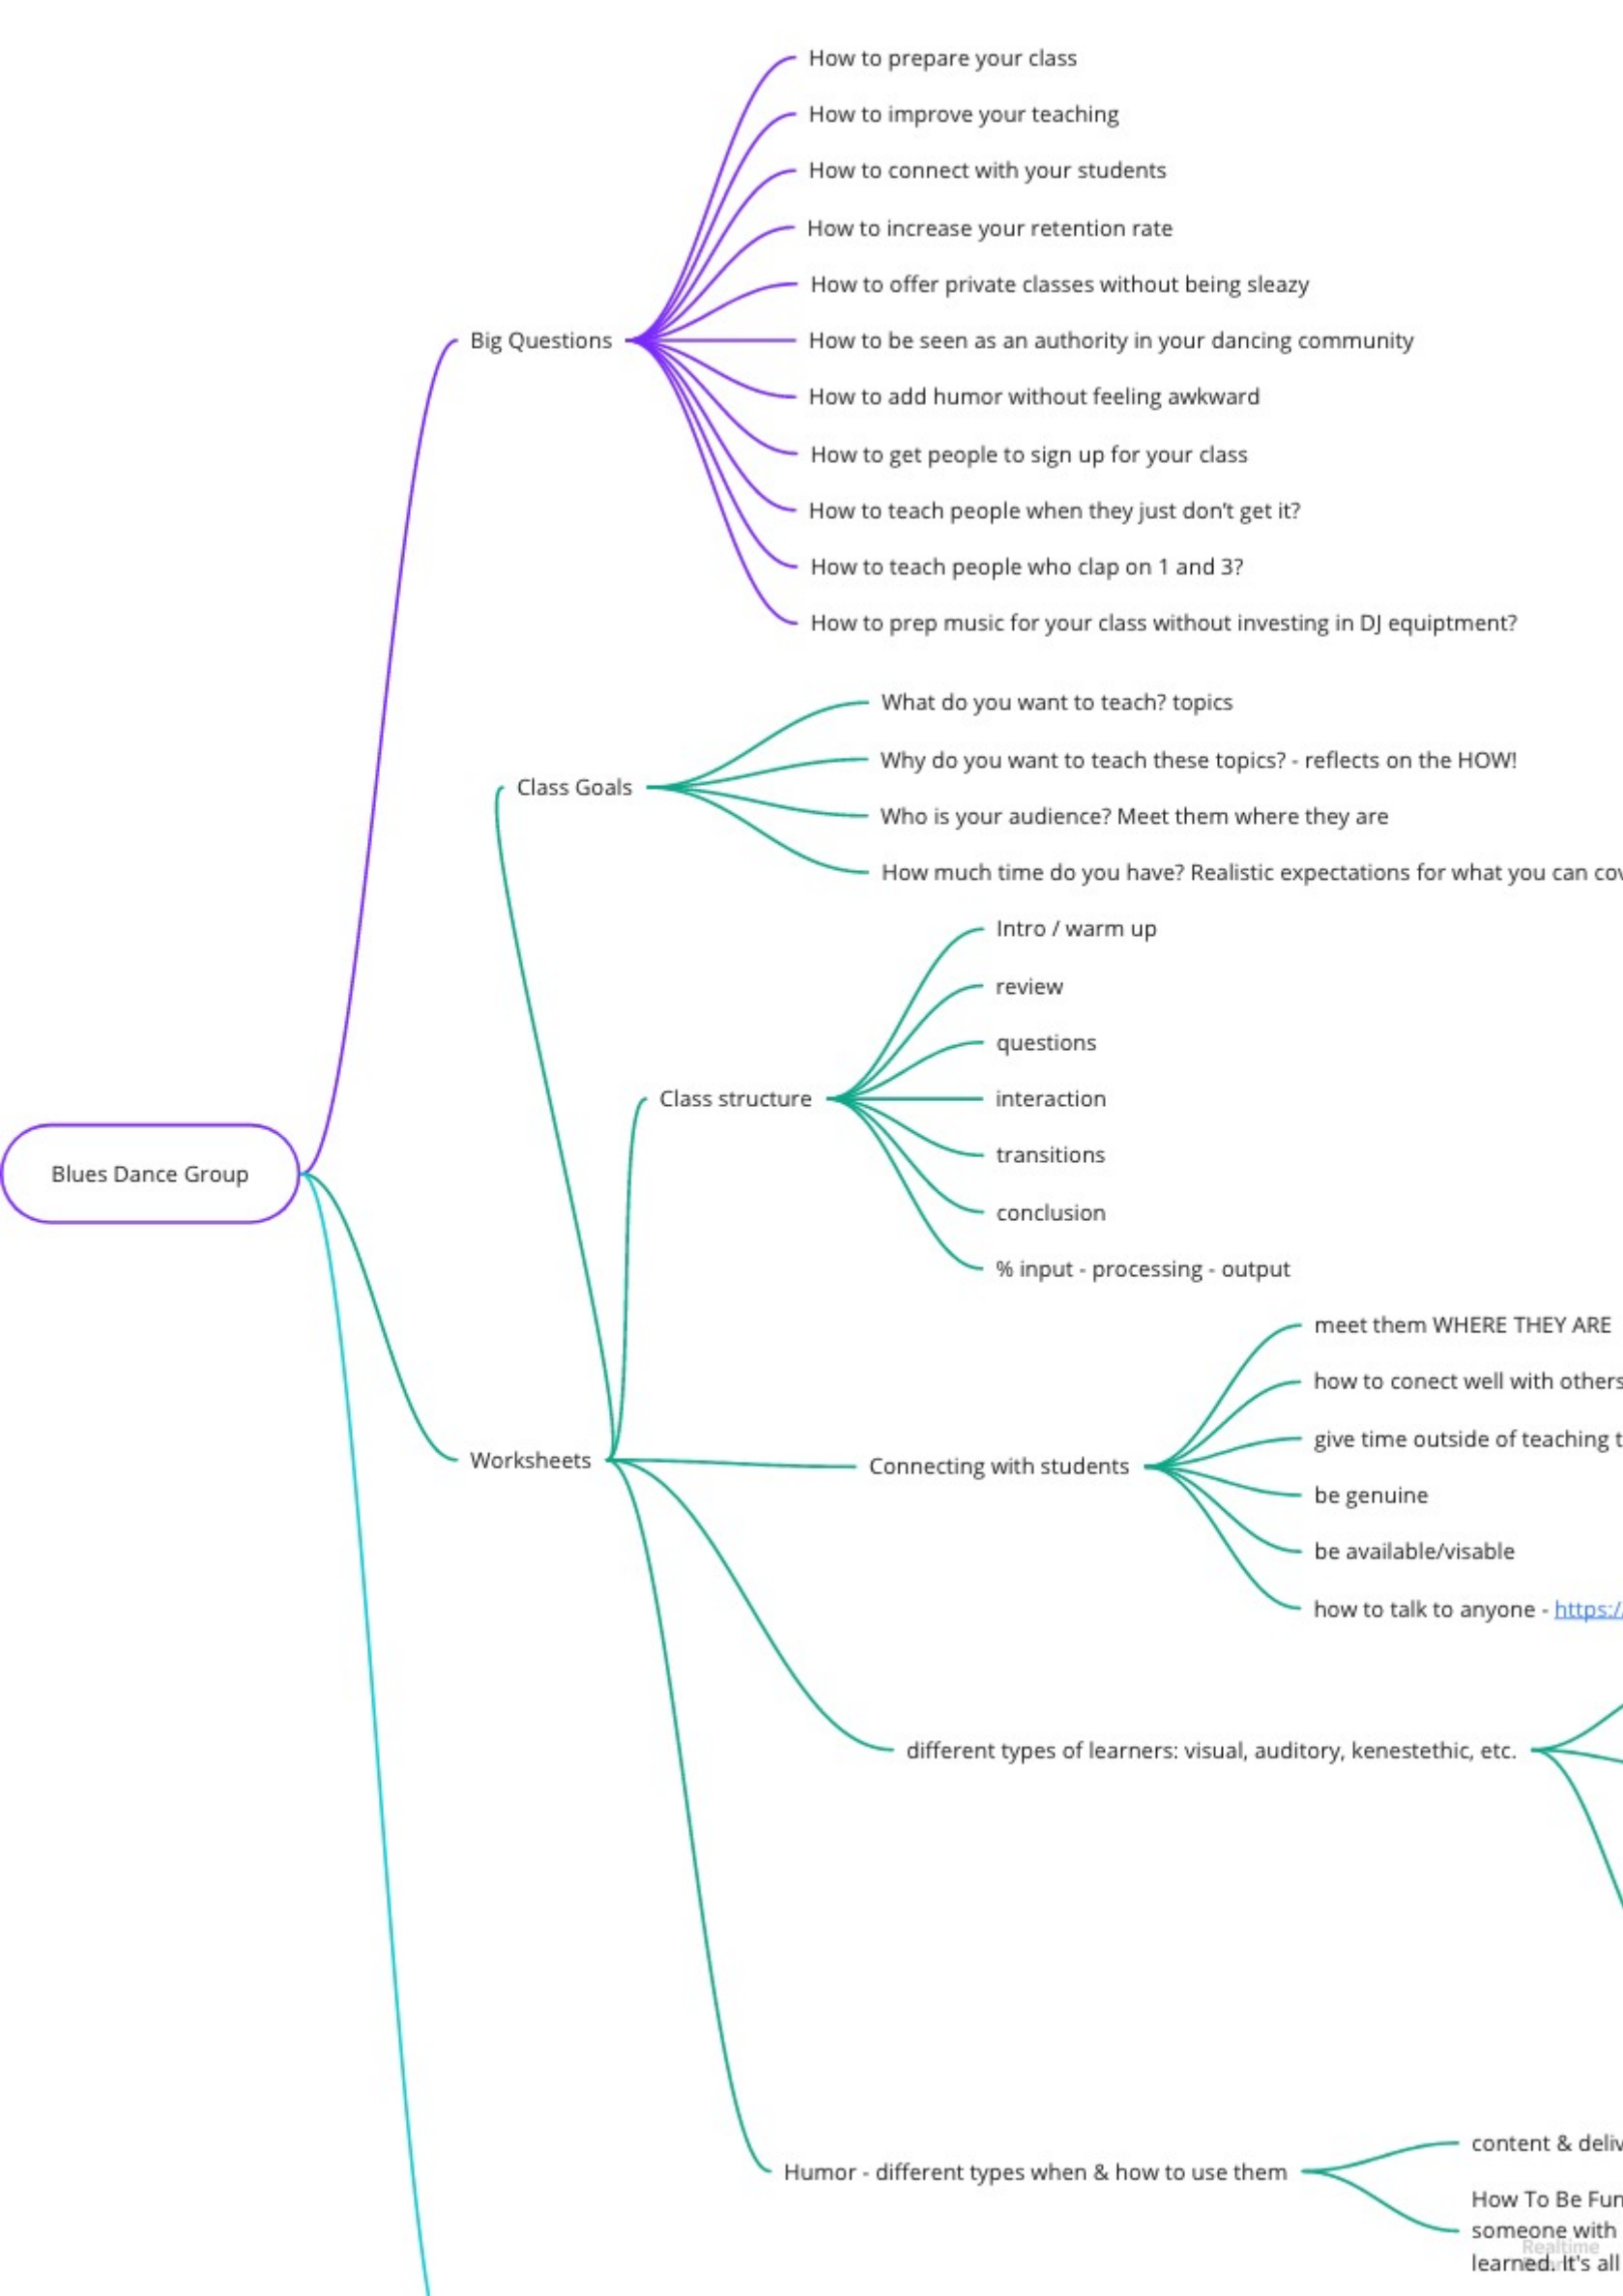 How to prepare your class
How to improve your teaching
How to connect with your students
How to increase your retention rate
How to offer private classes without being sleazy
Big Questions
How to be seen as an authority in your dancing community
How to add humor without feeling awkward
How to get people to sign up for your class
How to teach people when they just don't get it?
How to teach people who clap on 1 and 3?
How to prep music for your class without investing in DJ equiptment?
What do you want to teach? topics
Why do you want to teach these topics? - reflects on the HOW!
Class Goals
Who is your audience? Meet them where they are
How much time do you have? Realistic expectations for what you can
Intro / warm up
review
questions
Class structure
interaction
transitions
Blues Dance Group
conclusion
% input - processing - output
meet them WHERE THEY ARE
how to conect well with others
give time outside of teaching
Worksheets
Connecting with students
be genuine
be available/visable
how to talk to anyone - https:/
different types of learners: visual, auditory, kenestethic, etc.
content &
Humor - different types when & how to use them
How To Be
someone with
Realtime
learned. It's all